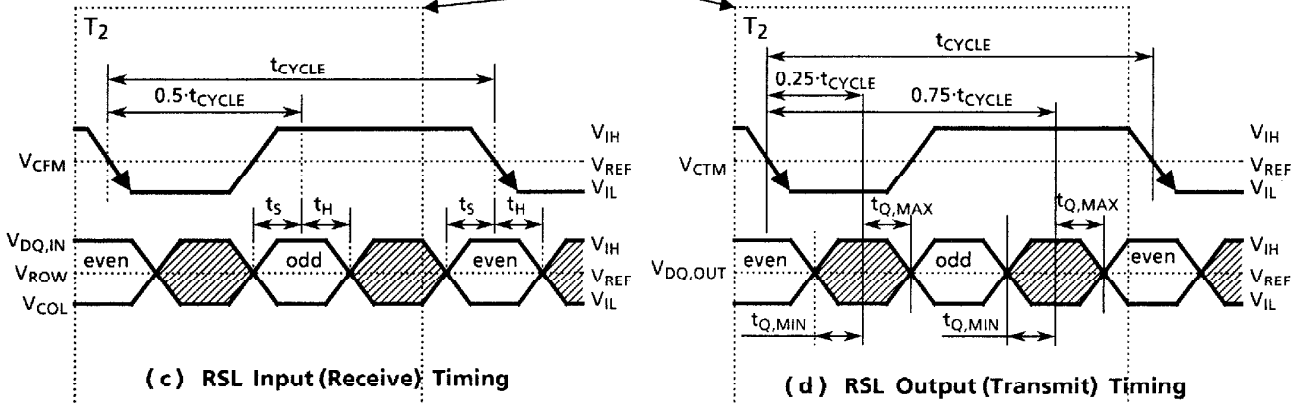 T2
tCYCLE
0.5·tCYCLE
VIH
VCFM
VREF
VIL
tS tH tS tH
VDQ,IN
VROW
VCOL
even odd even
VIH
VREF
VIL
(c) RSL Input (Receive) Timing
T2
tCYCLE
0.25·tCYCLE
0.75·tCYCLE
VIH
VCTM
VREF
VIL
tQ,MAX tQ,MAX
VDQ,OUT
even odd even
VIH
VREF
VIL
tQ,MIN tQ,MIN
(d) RSL Output (Transmit) Timing